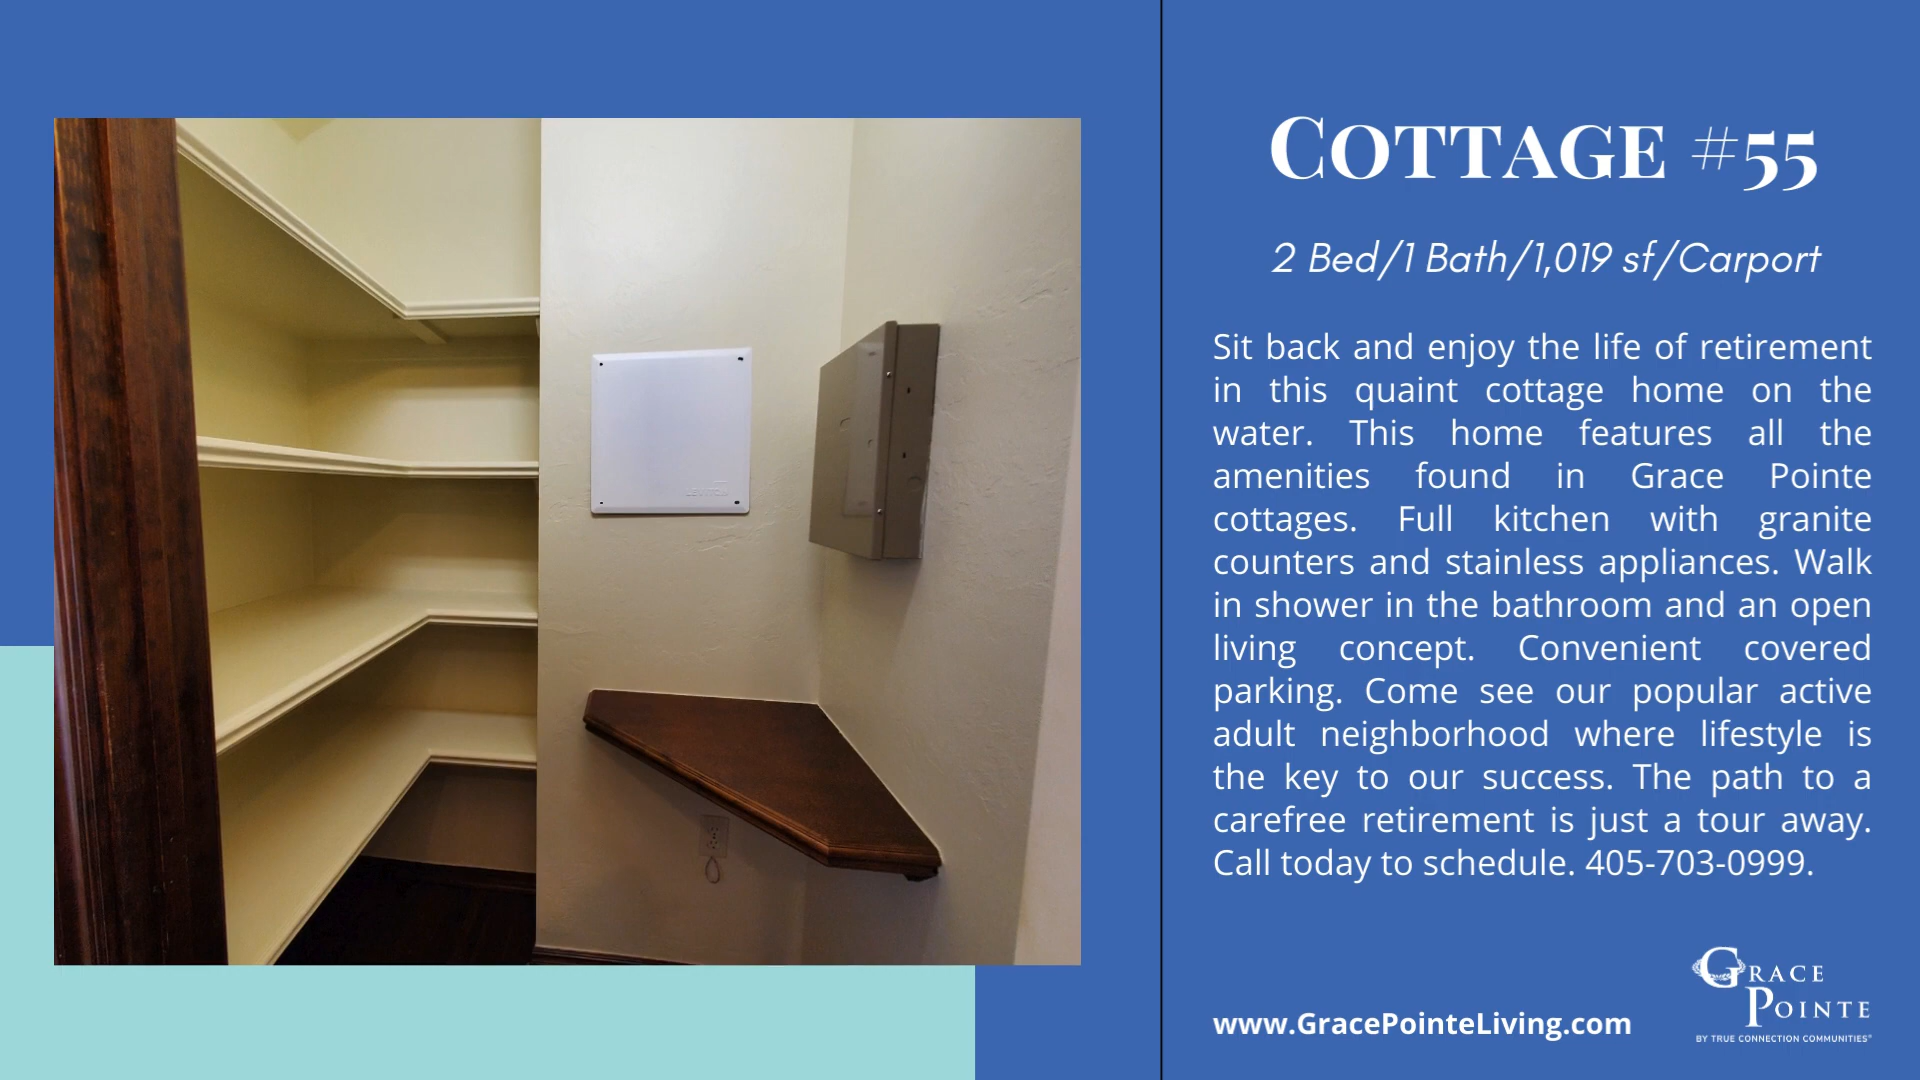 COTTAGE #55
2 Bed/1 Bath/1,019 sf/Carport
Sit back and enjoy the life of retirement
in this quaint cottage home on the
water. This home features all the
amenities found in Grace Pointe
cottages. Full kitchen with granite
counters and stainless appliances. Walk
in shower in the bathroom and an open
living concept. Convenient covered
parking. Come see our popular active
adult neighborhood where lifestyle is
the key to our success. The path to a
carefree retirement is just a tour away.
Call today to schedule. 405-703-0999.
www.GracePointeLiving.com
GRACE
POINTE
BY TRUE CONNECTION COMMUNITIES®
LEVITON